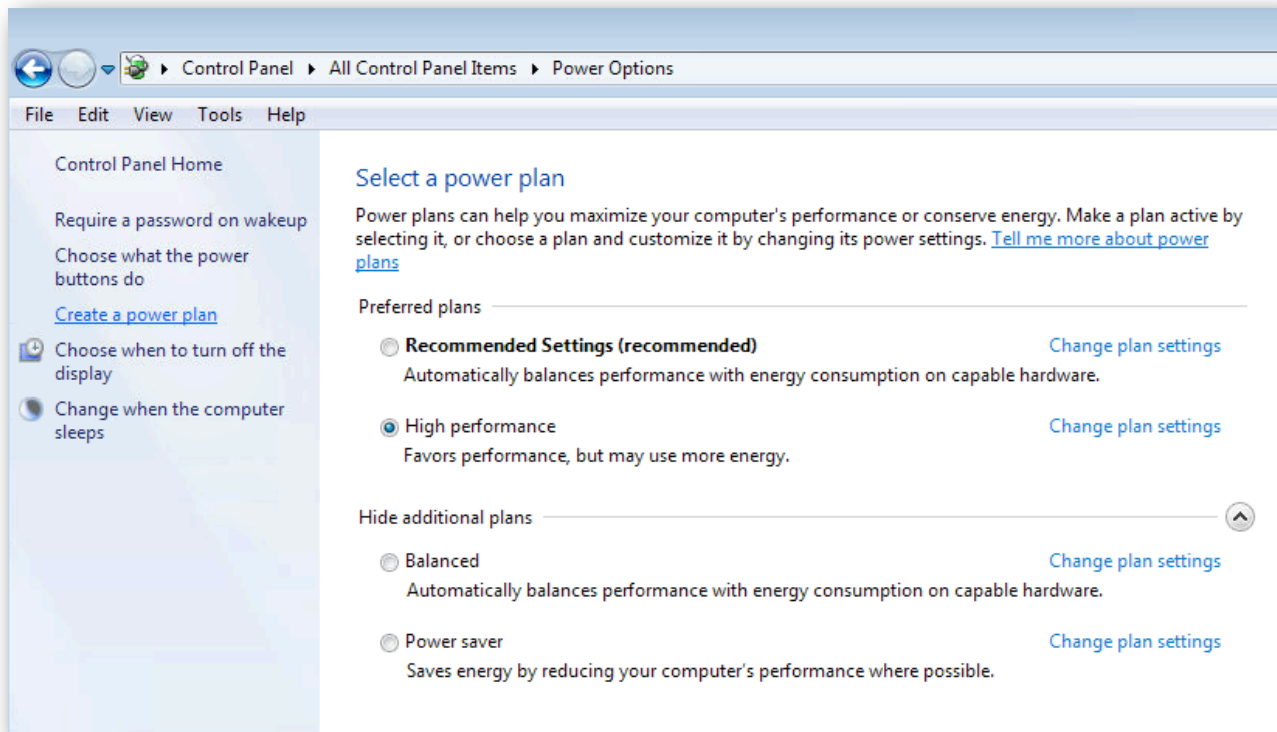 Control Panel ▸ All Control Panel Items ▸ Power Options
File Edit View Tools Help
Control Panel Home
Require a password on wakeup
Choose what the power
buttons do
Create a power plan
Choose when to turn off the
display
Change when the computer
sleeps
Select a power plan
Power plans can help you maximize your computer's performance or conserve energy. Make a plan active by
selecting it, or choose a plan and customize it by changing its power settings. Tell me more about power
plans
Preferred plans
Recommended Settings (recommended) Change plan settings
Automatically balances performance with energy consumption on capable hardware.
High performance Change plan settings
Favors performance, but may use more energy.
Hide additional plans
Balanced Change plan settings
Automatically balances performance with energy consumption on capable hardware.
Power saver Change plan settings
Saves energy by reducing your computer's performance where possible.